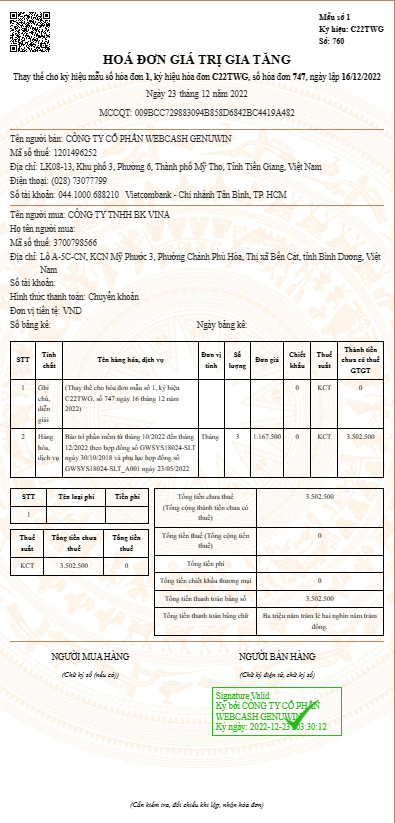 Mẫu số 1
Ký hiệu: C22TWG
Số: 760
HOÁ ĐƠN GIÁ TRỊ GIA TĂNG
Thay thế cho ký hiệu mẫu số hóa đơn 1, ký hiệu hóa đơn C22TWG, số hóa đơn 747, ngày lập 16/12/2022
Ngày 23 tháng 12 năm 2022
MCCQT: 009BCC729883094B858D6842BC4419A482
Tên người bán: CÔNG TY CỔ PHẦN WEBCASH GENUWIN
Mã số thuế: 1201496252
Địa chỉ: LK08-13, Khu phố 3, Phường 6, Thành phố Mỹ Tho, Tỉnh Tiền Giang, Việt Nam
Điện thoại: (028) 73077799
Số tài khoản: 044.1000.688210 Vietcombank - Chi nhánh Tân Bình, TP. HCM
Tên người mua: CÔNG TY TNHH BK VINA
Họ tên người mua:
Mã số thuế: 3700798566
Địa chỉ: Lô A-5C-CN, KCN Mỹ Phước 3, Phường Chánh Phú Hòa, Thị xã Bến Cát, tỉnh Bình Dương, Việt
Nam
Số tài khoản:
Hình thức thanh toán: Chuyển khoản
Đơn vị tiền tệ: VND
Số bảng kê: Ngày bảng kê:
STT Tính chất Tên hàng hóa, dịch vụ Đơn vị tính Số lượng Đơn giá Chiết khấu Thuế suất Thành tiền chưa có thuế GTGT
1 Ghi chú, diễn giải (Thay thế cho hóa đơn mẫu số 1, ký hiệu C22TWG, số 747 ngày 16 tháng 12 năm 2022) 0 KCT 0
2 Hàng hóa, dịch vụ Bảo trì phần mềm từ tháng 10/2022 đến tháng 12/2022 theo hợp đồng số GWSYS18024-SLT ngày 30/10/2018 và phụ lục hợp đồng số GWSYS18024-SLT_A001 ngày 23/05/2022 Tháng 3 1.167.500 0 KCT 3.502.500
STT Tên loại phí Tiền phí
1
Thuế suất Tổng tiền chưa thuế Tổng tiền thuế
KCT 3.502.500 0
Tổng tiền chưa thuế (Tổng cộng thành tiền chưa có thuế) 3.502.500
Tổng tiền thuế (Tổng cộng tiền thuế) 0
Tổng tiền phí
Tổng tiền chiết khấu thương mại 0
Tổng tiền thanh toán bằng số 3.502.500
Tổng tiền thanh toán bằng chữ Ba triệu năm trăm lẻ hai nghìn năm trăm đồng.
NGƯỜI MUA HÀNG NGƯỜI BÁN HÀNG
(Chữ ký số (nếu có)) (Chữ ký điện tử, chữ ký số)
Signature Valid
Ký bởi CÔNG TY CỔ PHẦN
WEBCASH GENUWIN
Ký ngày: 2022-12-23 03:30:12
(Cần kiểm tra, đối chiếu khi lập, nhận hóa đơn)